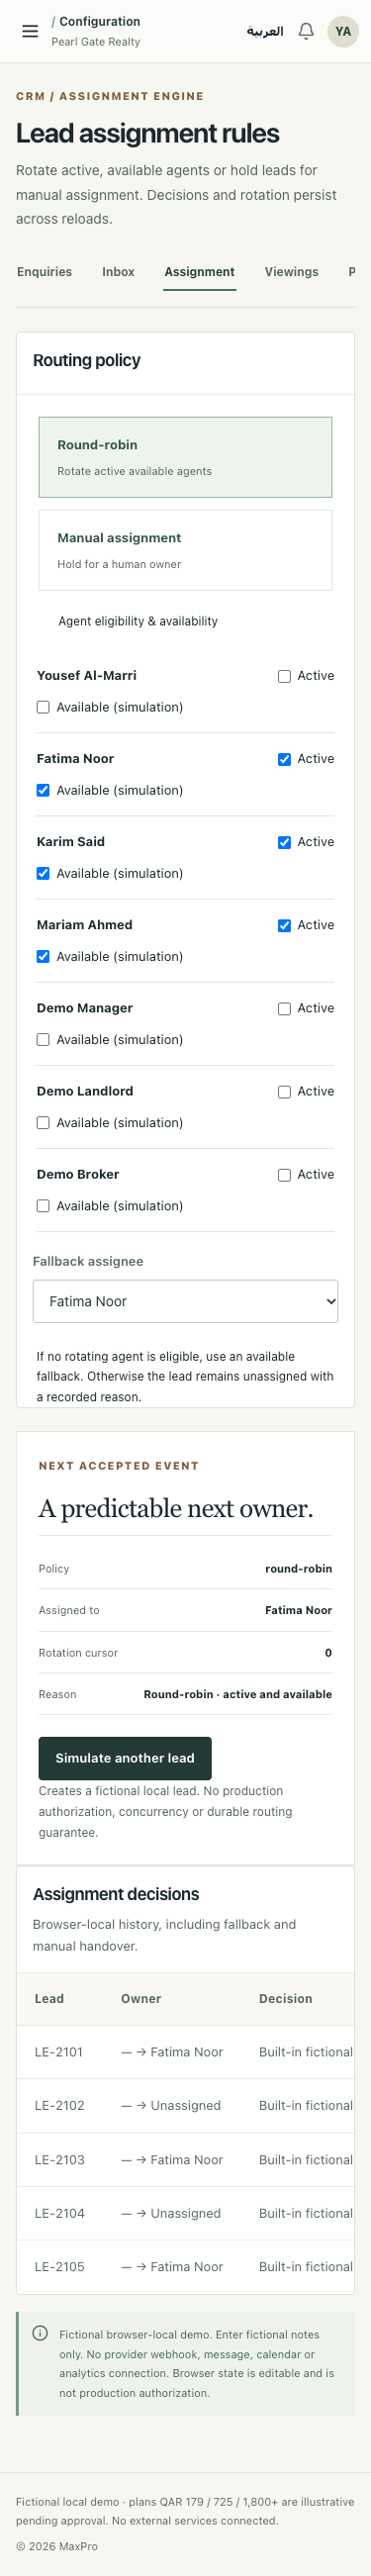 / Configuration
Pearl Gate Realty
العربية
YA
CRM / ASSIGNMENT ENGINE
Lead assignment rules
Rotate active, available agents or hold leads for
manual assignment. Decisions and rotation persist
across reloads.
Enquiries Inbox Assignment Viewings P
Routing policy
Round-robin
Rotate active available agents
Manual assignment
Hold for a human owner
Agent eligibility & availability
Yousef Al-Marri Active
Available (simulation)
Fatima Noor Active
Available (simulation)
Karim Said Active
Available (simulation)
Mariam Ahmed Active
Available (simulation)
Demo Manager Active
Available (simulation)
Demo Landlord Active
Available (simulation)
Demo Broker Active
Available (simulation)
Fallback assignee
Fatima Noor
If no rotating agent is eligible, use an available
fallback. Otherwise the lead remains unassigned with
a recorded reason.
NEXT ACCEPTED EVENT
A predictable next owner.
Policy round-robin
Assigned to Fatima Noor
Rotation cursor 0
Reason Round-robin · active and available
Simulate another lead
Creates a fictional local lead. No production
authorization, concurrency or durable routing
guarantee.
Assignment decisions
Browser-local history, including fallback and
manual handover.
Lead Owner Decision
LE-2101 — → Fatima Noor Built-in fictional
LE-2102 — → Unassigned Built-in fictional
LE-2103 — → Fatima Noor Built-in fictional
LE-2104 — → Unassigned Built-in fictional
LE-2105 — → Fatima Noor Built-in fictional
Fictional browser-local demo. Enter fictional notes
only. No provider webhook, message, calendar or
analytics connection. Browser state is editable and is
not production authorization.
Fictional local demo · plans QAR 179 / 725 / 1,800+ are illustrative
pending approval. No external services connected.
© 2026 MaxPro